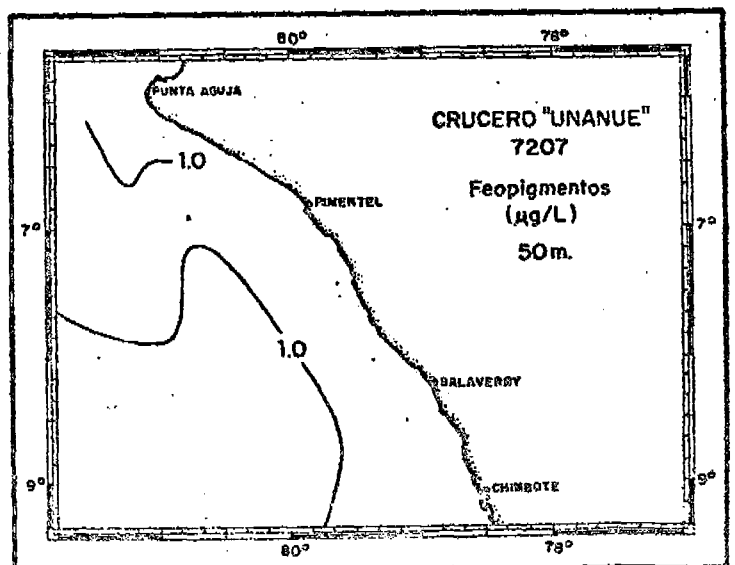 80° 78°
PUNTA AGUJA
CRUCERO "UNANUE"
7207
1.0
Feopigmentos
(µg/L)
PIMENTEL
7° 7°
50m.
1.0
SALAVERRY
9° CHIMBOTE 9°
80° 78°